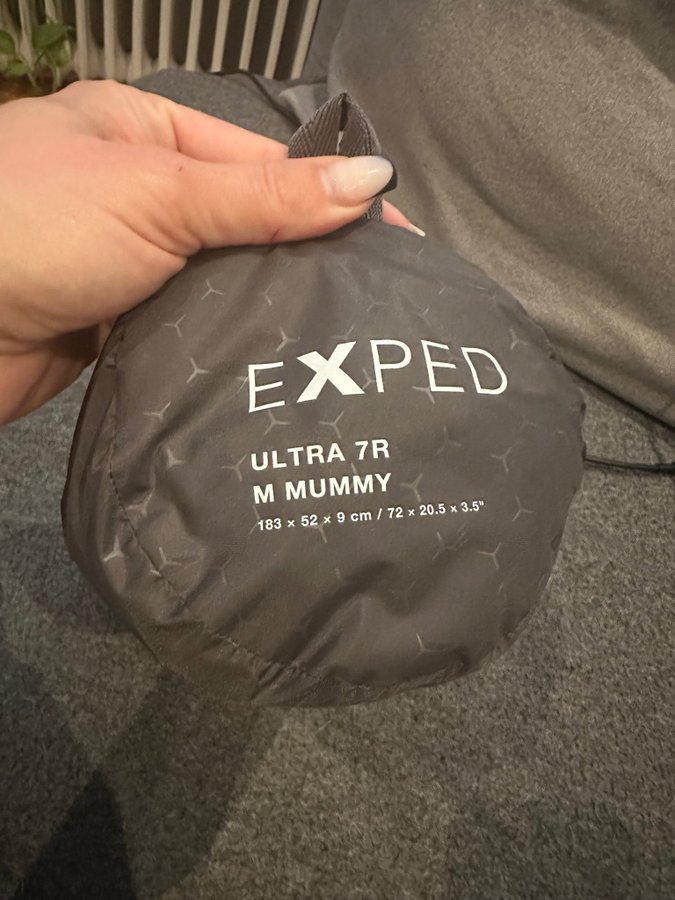 EXPED
ULTRA 7R
M MUMMY
183 × 52 × 9 cm / 72 × 20.5 × 3.5"